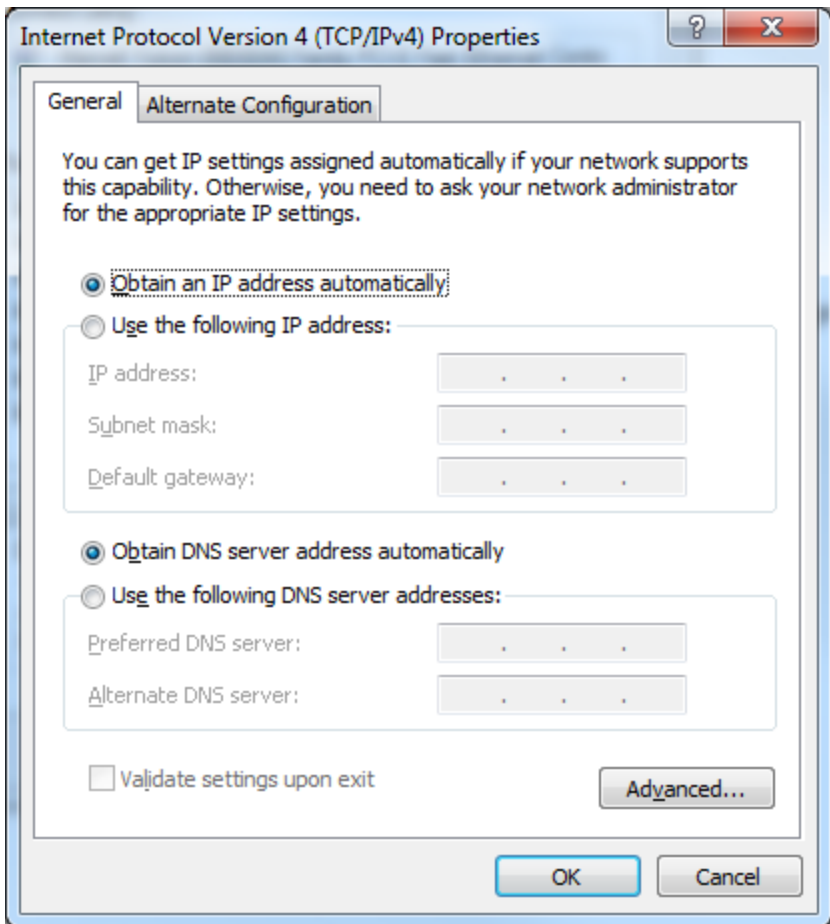 Internet Protocol Version 4 (TCP/IPv4) Properties
General
Alternate Configuration
You can get IP settings assigned automatically if your network supports
this capability. Otherwise, you need to ask your network administrator
for the appropriate IP settings.
Obtain an IP address automatically
Use the following IP address:
IP address:
Subnet mask:
Default gateway:
Obtain DNS server address automatically
Use the following DNS server addresses:
Preferred DNS server:
Alternate DNS server:
Validate settings upon exit
Advanced...
OK
Cancel